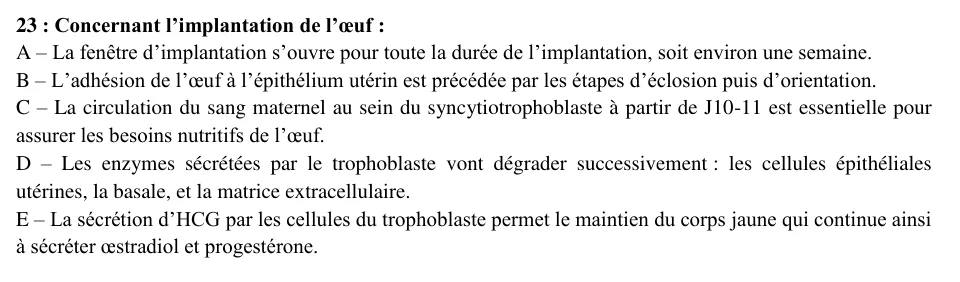 23 : Concernant l’implantation de l’œuf :
A – La fenêtre d’implantation s’ouvre pour toute la durée de l’implantation, soit environ une semaine.
B – L’adhésion de l’œuf à l’épithélium utérin est précédée par les étapes d’éclosion puis d’orientation.
C – La circulation du sang maternel au sein du syncytiotrophoblaste à partir de J10-11 est essentielle pour
assurer les besoins nutritifs de l’œuf.
D – Les enzymes sécrétées par le trophoblaste vont dégrader successivement : les cellules épithéliales
utérines, la basale, et la matrice extracellulaire.
E – La sécrétion d’HCG par les cellules du trophoblaste permet le maintien du corps jaune qui continue ainsi
à sécréter œstradiol et progestérone.